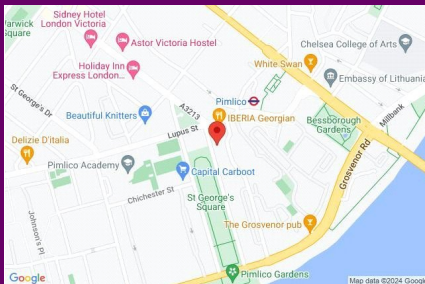 Sidney Hotel
London Victoria
Warwick
Square
Astor Victoria Hostel
Chelsea College of Arts
White Swan
Holiday Inn
Express London...
Embassy of Lithuania
St George's Dr
A3213
Pimlico
Millbank
Beautiful Knitters
IBERIA Georgian
Bessborough
Gardens
Lupus St
Delizie D'italia
Pimlico Academy
Capital Carboot
Grosvenor Rd
Chichester St
St George's
Square
Johnson's Pl
The Grosvenor pub
Pimlico Gardens
Google
Map data ©2024 Google